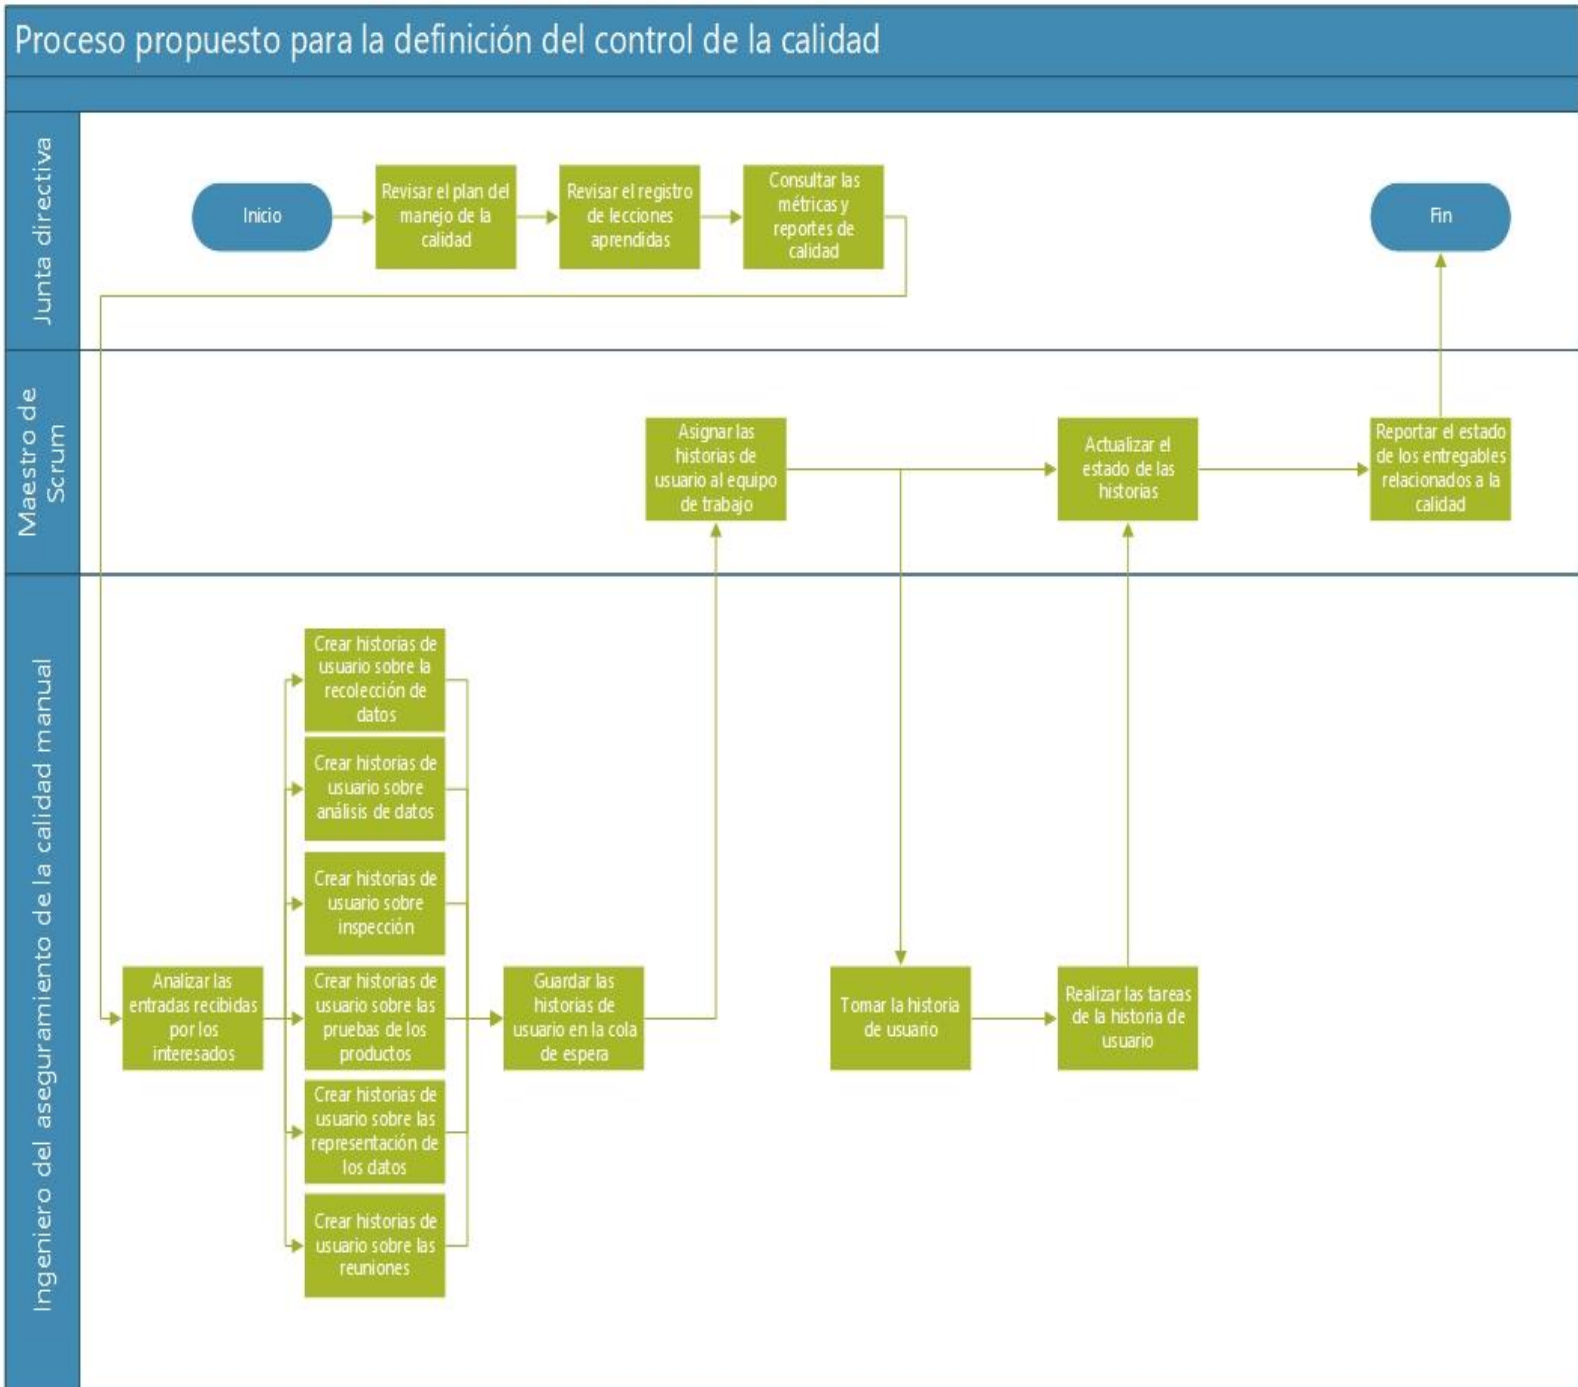 Proceso propuesto para la definición del control de la calidad
Junta directiva
Inicio
Revisar el plan del
manejo de la
calidad
Revisar el registro
de lecciones
aprendidas
Consultar las
métricas y
reportes de
calidad
Fin
Maestro de
Scrum
Asignar las
historias de
usuario al equipo
de trabajo
Actualizar el
estado de las
historias
Reportar el estado
de los entregables
relacionados a la
calidad
Ingeniero del aseguramiento de la calidad manual
Analizar las
entradas recibidas
por los
interesados
Crear historias de
usuario sobre la
recolección de
datos
Crear historias de
usuario sobre
análisis de datos
Crear historias de
usuario sobre
inspección
Crear historias de
usuario sobre las
pruebas de los
productos
Crear historias de
usuario sobre las
representación de
los datos
Crear historias de
usuario sobre las
reuniones
Guardar las
historias de
usuario en la cola
de espera
Tomar la historia
de usuario
Realizar las tareas
de la historia de
usuario